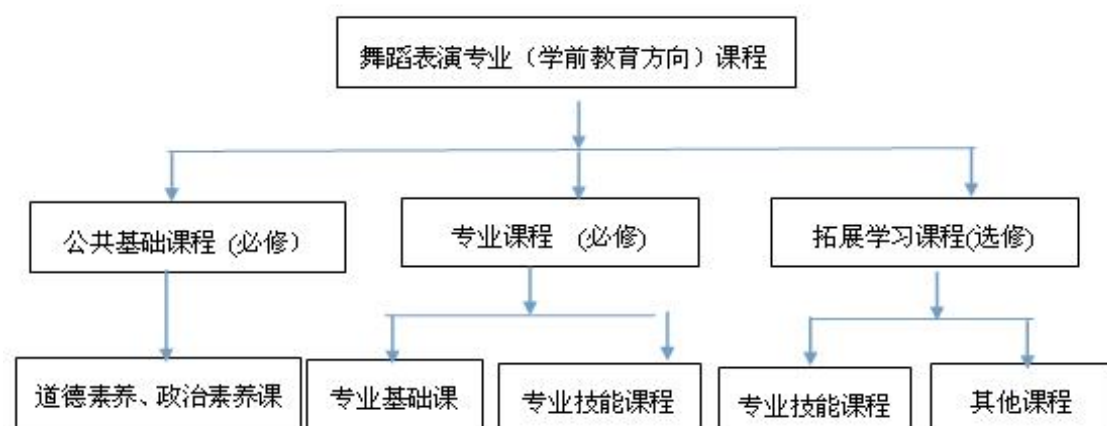 舞蹈表演专业（学前教育方向）课程
公共基础课程 (必修）
专业课程 (必修)
拓展学习课程(选修)
道德素养、政治素养课
专业基础课
专业技能课程
专业技能课程
其他课程